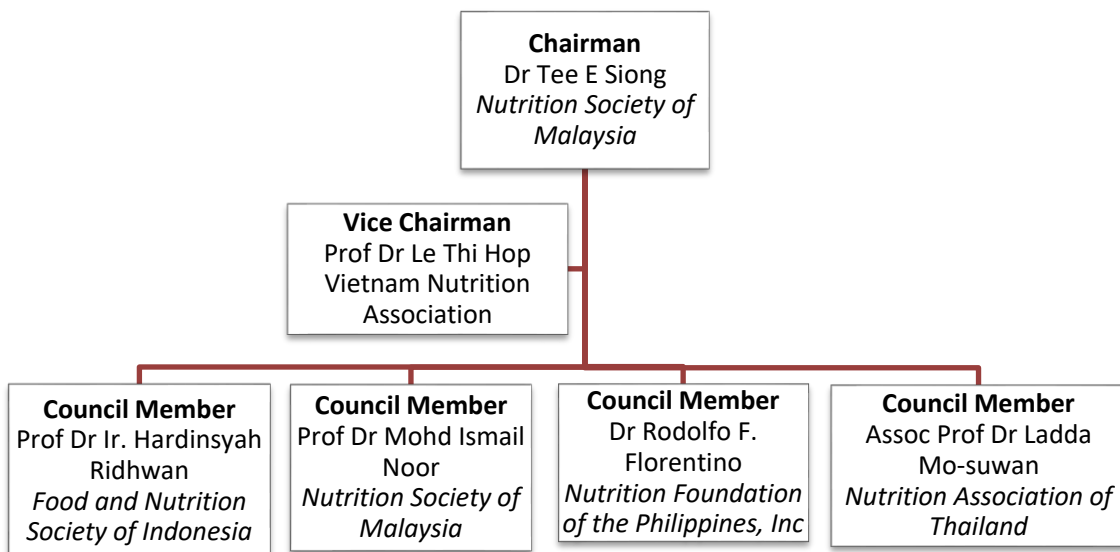 Chairman
Dr Tee E Siong
Nutrition Society of
Malaysia
Vice Chairman
Prof Dr Le Thi Hop
Vietnam Nutrition
Association
Council Member
Prof Dr Ir. Hardinsyah
Ridhwan
Food and Nutrition
Society of Indonesia
Council Member
Prof Dr Mohd Ismail
Noor
Nutrition Society of
Malaysia
Council Member
Dr Rodolfo F.
Florentino
Nutrition Foundation
of the Philippines, Inc
Council Member
Assoc Prof Dr Ladda
Mo-suwan
Nutrition Association of
Thailand